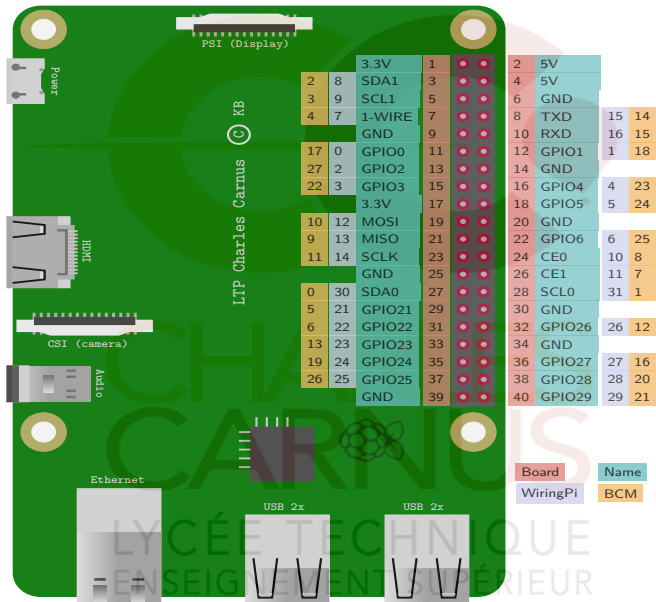 PSI (Display)
Power
3.3V 1 2 5V
2 8 SDA1 3 4 5V
3 9 SCL1 5 6 GND
4 7 1-WIRE 7 8 TXD 15 14
GND 9 10 RXD 16 15
17 0 GPIO0 11 12 GPIO1 1 18
27 2 GPIO2 13 14 GND
22 3 GPIO3 15 16 GPIO4 4 23
3.3V 17 18 GPIO5 5 24
10 12 MOSI 19 20 GND
9 13 MISO 21 22 GPIO6 6 25
11 14 SCLK 23 24 CE0 10 8
GND 25 26 CE1 11 7
0 30 SDA0 27 28 SCL0 31 1
5 21 GPIO21 29 30 GND
6 22 GPIO22 31 32 GPIO26 26 12
13 23 GPIO23 33 34 GND
19 24 GPIO24 35 36 GPIO27 27 16
26 25 GPIO25 37 38 GPIO28 28 20
GND 39 40 GPIO29 29 21
LTP Charles Carnus © KB
HDMI
CSI (camera)
Audio
CHARLES
CARNUS
Board Name
WiringPi BCM
Ethernet
USB 2x USB 2x
LYCÉE TECHNIQUE
ENSEIGNEMENT SUPÉRIEUR